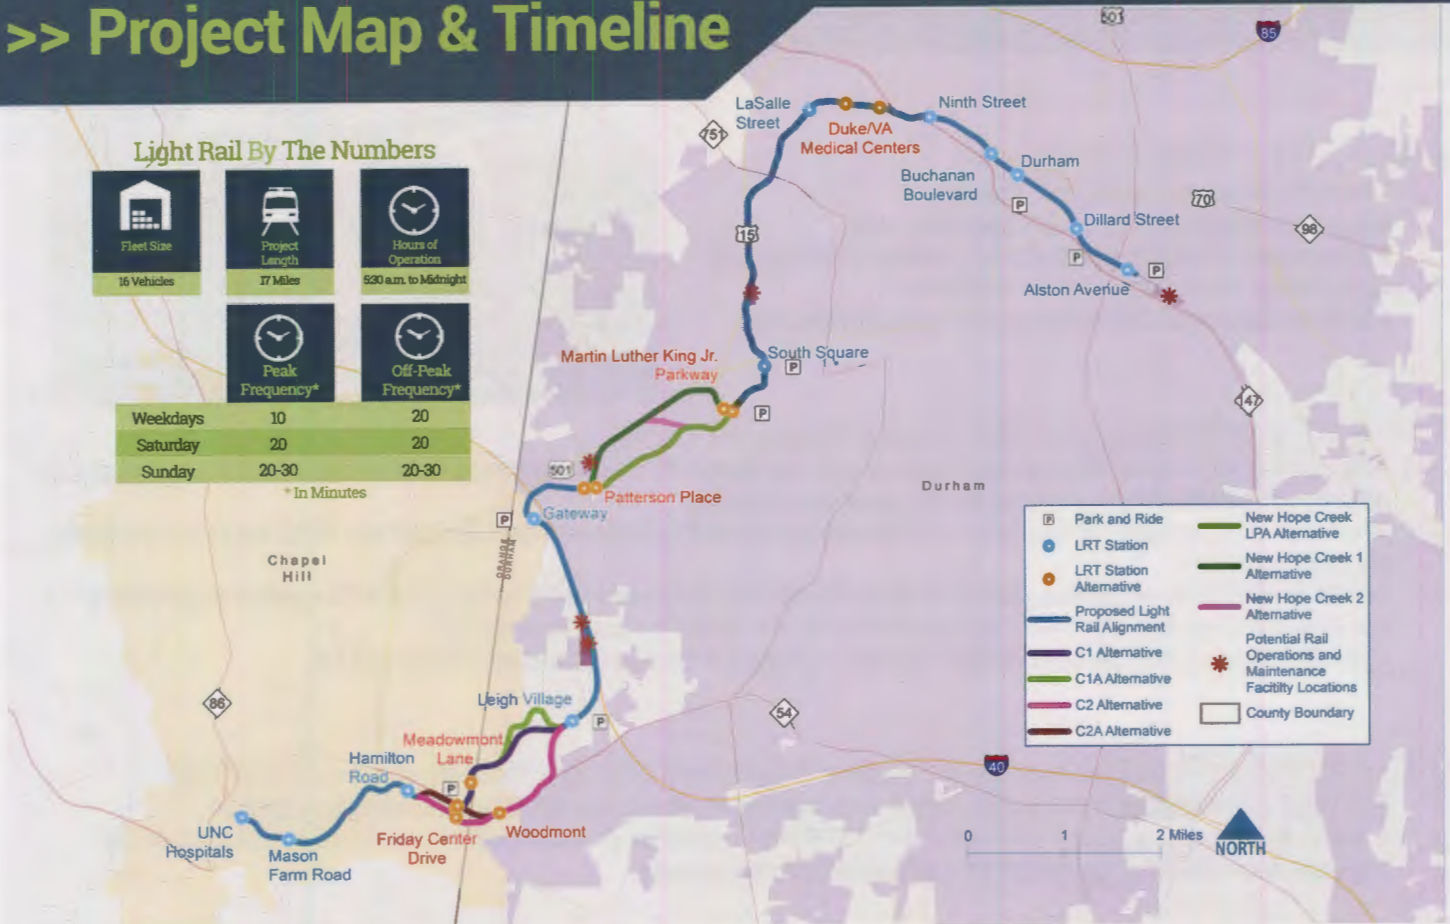 >> Project Map & Timeline
Light Rail By The Numbers
Fleet Size
16 Vehicles
Project
Length
17 Miles
Hours of
Operation
5:30 a.m. to Midnight
Peak
Frequency*
Off-Peak
Frequency*
Weekdays 10 20
Saturday 20 20
Sunday 20-30 20-30
* In Minutes
501
85
751
LaSalle
Street
Duke/VA
Medical Centers
Ninth Street
Buchanan
Boulevard
Durham
P
70
98
Dillard Street
P
P
Alston Avenue
15
South Square
P
Martin Luther King Jr.
Parkway
P
147
501
Patterson Place
Gateway
P
ORANGE
DURHAM
Durham
Chapel
Hill
86
54
40
Leigh Village
P
Meadowmont
Lane
Hamilton
Road
P
UNC
Hospitals
Mason
Farm Road
Friday Center
Drive
Woodmont
P Park and Ride
LRT Station
LRT Station
Alternative
Proposed Light
Rail Alignment
C1 Alternative
C1A Alternative
C2 Alternative
C2A Alternative
New Hope Creek
LPA Alternative
New Hope Creek 1
Alternative
New Hope Creek 2
Alternative
Potential Rail
Operations and
Maintenance
Facitlty Locations
County Boundary
0 1 2 Miles
NORTH